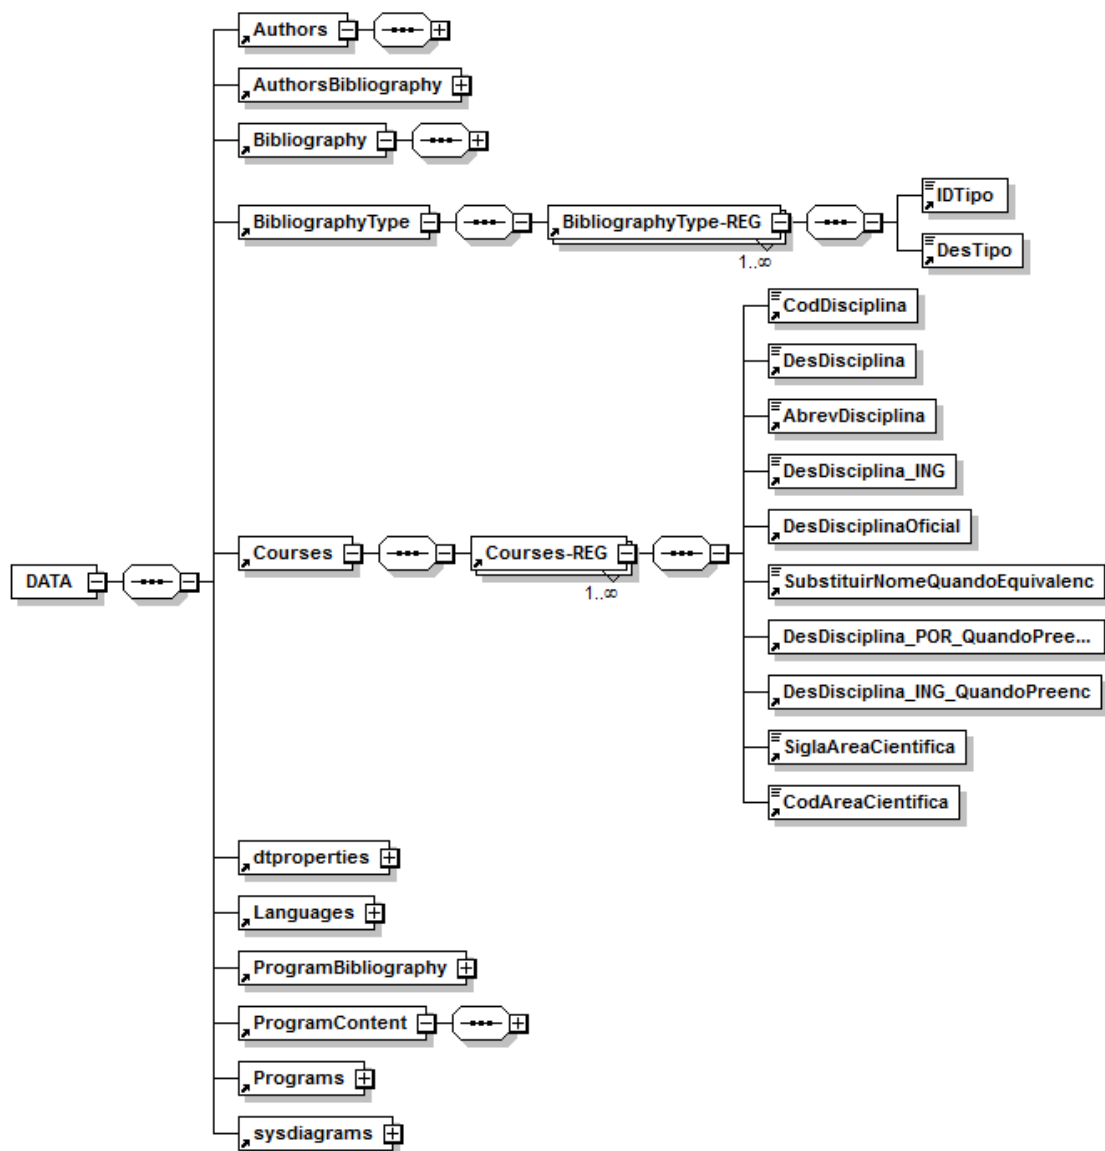 Authors
AuthorsBibliography
Bibliography
BibliographyType
BibliographyType-REG
1..∞
IDTipo
DesTipo
DATA
Courses
Courses-REG
1..∞
CodDisciplina
DesDisciplina
AbrevDisciplina
DesDisciplina_ING
DesDisciplinaOficial
SubstituirNomeQuandoEquivalenc
DesDisciplina_POR_QuandoPree...
DesDisciplina_ING_QuandoPreenc
SiglaAreaCientifica
CodAreaCientifica
dtproperties
Languages
ProgramBibliography
ProgramContent
Programs
sysdiagrams